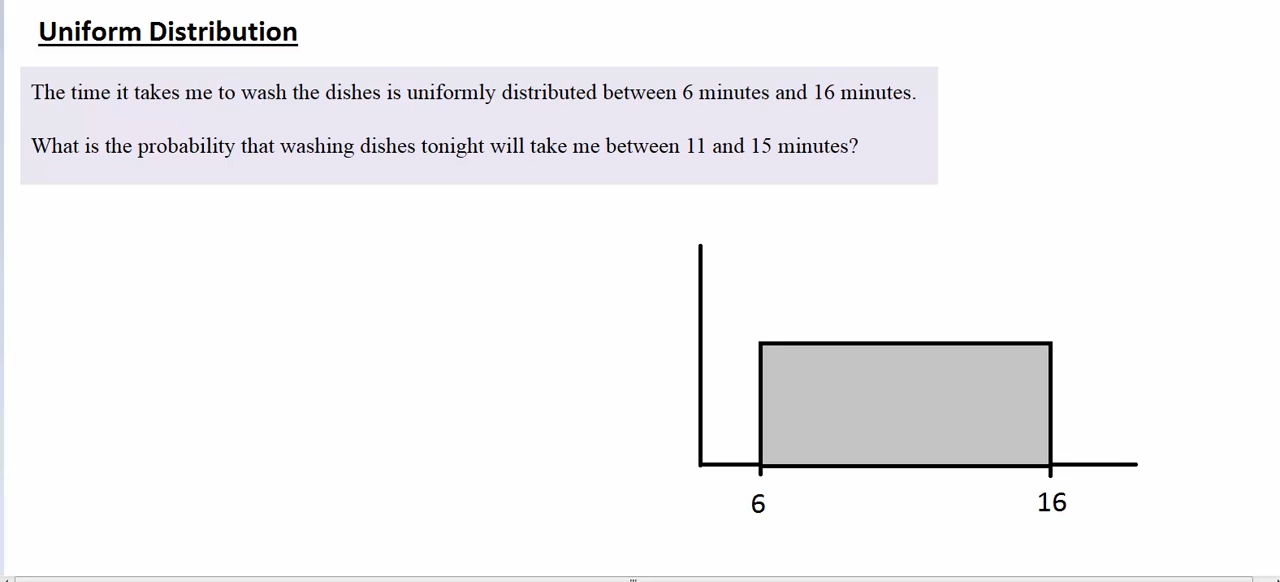 Uniform Distribution
The time it takes me to wash the dishes is uniformly distributed between 6 minutes and 16 minutes.
What is the probability that washing dishes tonight will take me between 11 and 15 minutes?
6
16